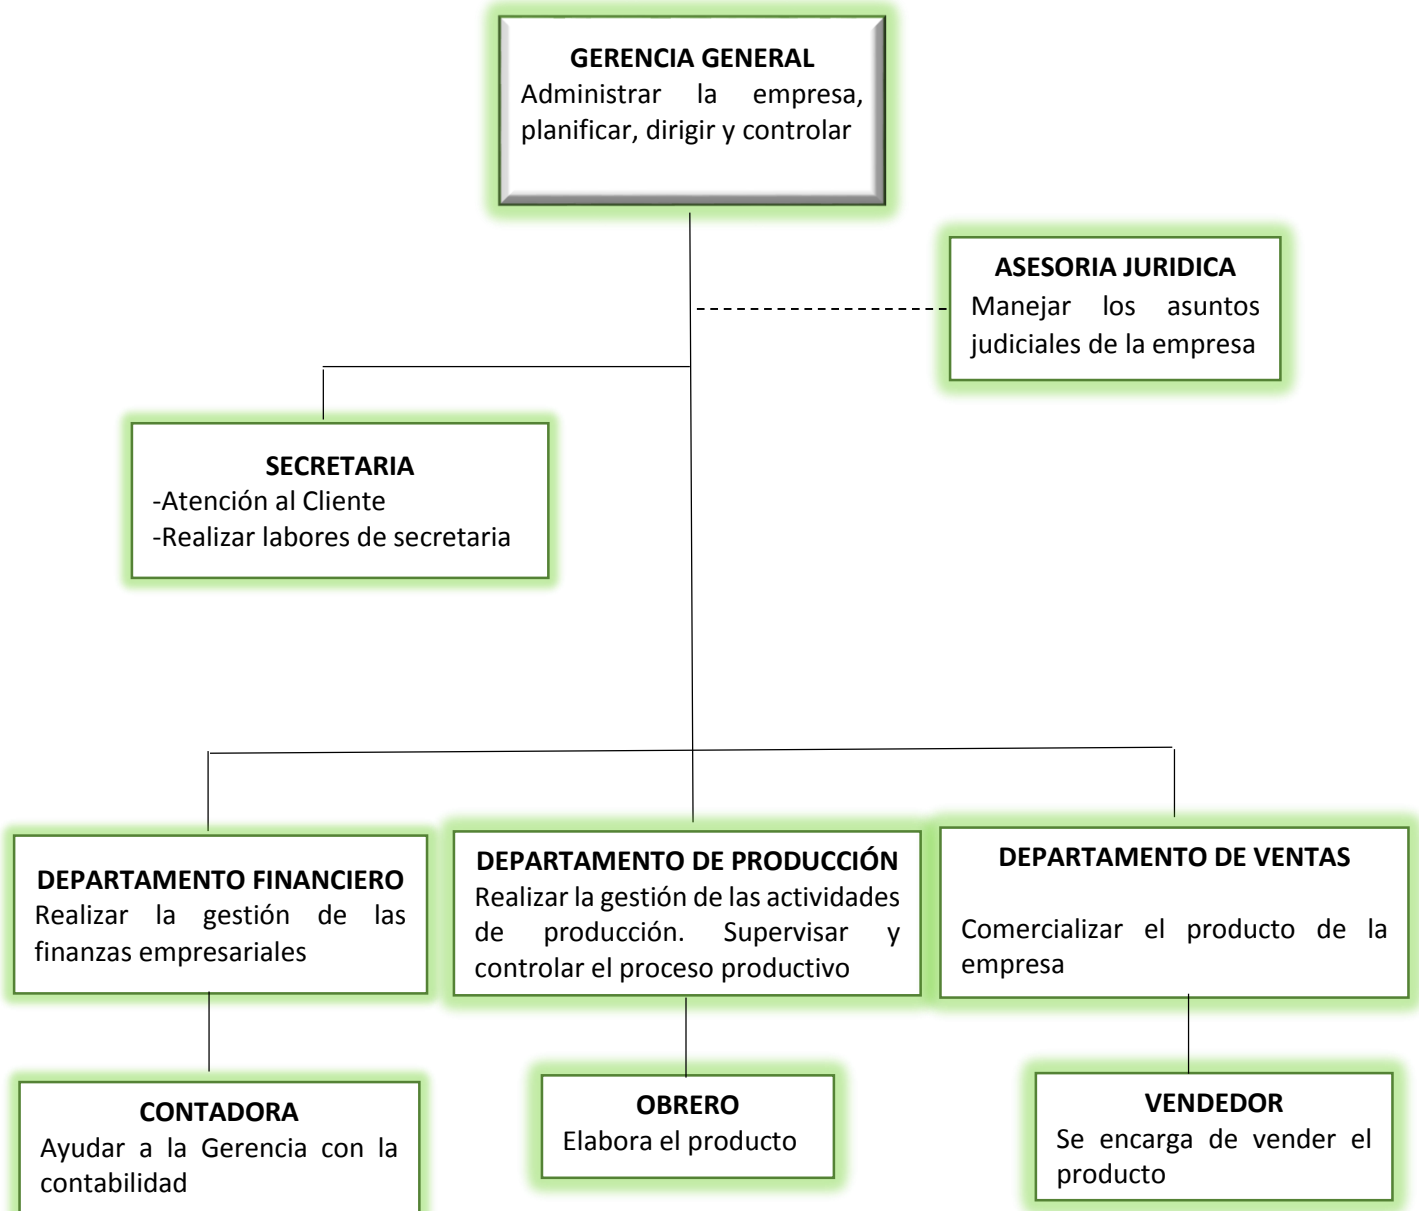 GERENCIA GENERAL
Administrar la empresa,
planificar, dirigir y controlar
ASESORIA JURIDICA
Manejar los asuntos
judiciales de la empresa
SECRETARIA
-Atención al Cliente
-Realizar labores de secretaria
DEPARTAMENTO FINANCIERO
Realizar la gestión de las
finanzas empresariales
DEPARTAMENTO DE PRODUCCIÓN
Realizar la gestión de las actividades
de producción. Supervisar y
controlar el proceso productivo
DEPARTAMENTO DE VENTAS
Comercializar el producto de la
empresa
CONTADORA
Ayudar a la Gerencia con la
contabilidad
OBRERO
Elabora el producto
VENDEDOR
Se encarga de vender el
producto